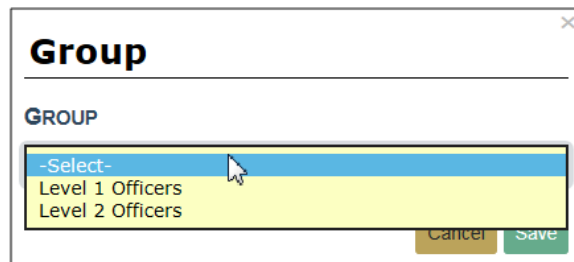 ×
Group
GROUP
-Select-
Level 1 Officers
Level 2 Officers
Cancel Save